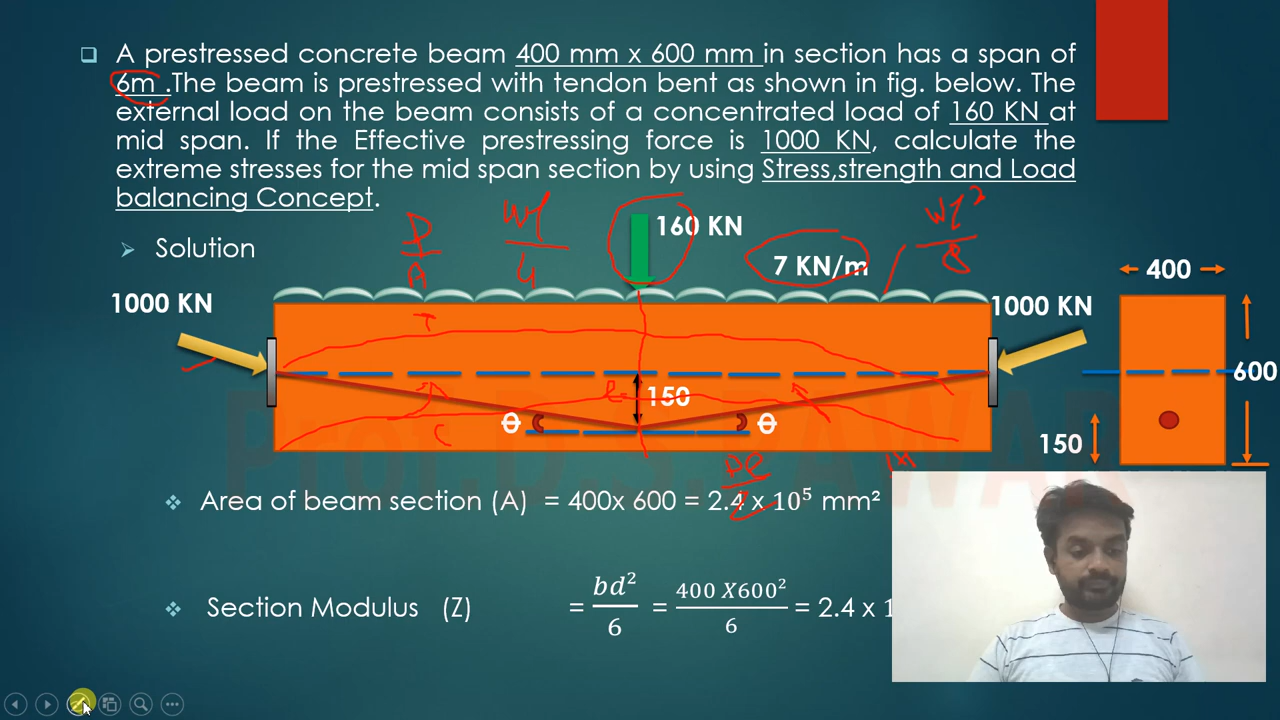 A prestressed concrete beam 400 mm x 600 mm in section has a span of
6m .The beam is prestressed with tendon bent as shown in fig. below. The
external load on the beam consists of a concentrated load of 160 KN at
mid span. If the Effective prestressing force is 1000 KN, calculate the
extreme stresses for the mid span section by using Stress,strength and Load
balancing Concept.
Solution
P/A
Wl/4
160 KN
Wl²/8
7 KN/m
400
1000 KN
1000 KN
600
150
e
θ
θ
150
T
C
Area of beam section (A) = 400x 600 = 2.4 x 10⁵ mm²
Section Modulus (Z) = bd²/6 = 400 X600²/6 = 2.4 x 1